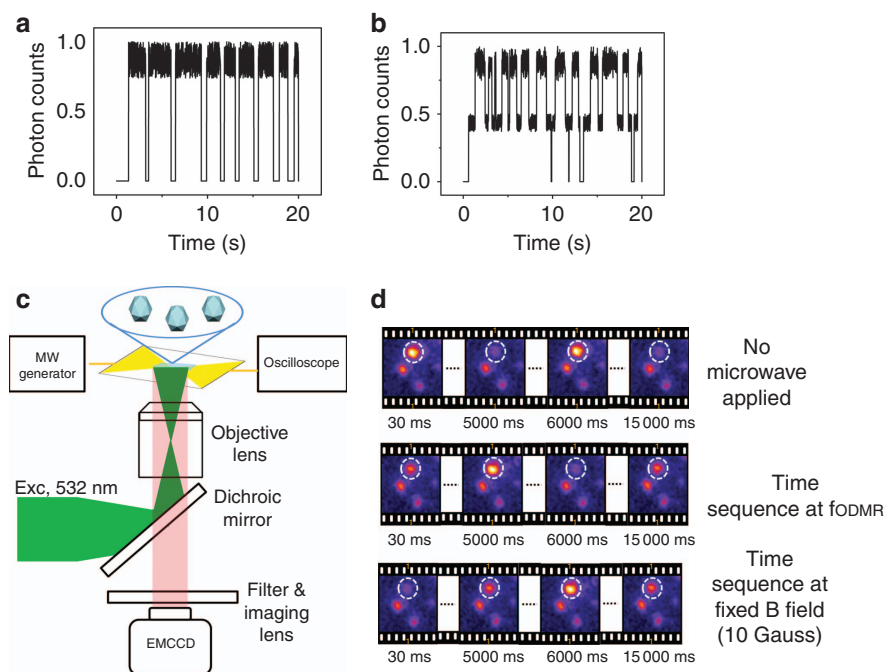 a
1.0
0.5
0.0
Photon counts
0
10
20
Time (s)
b
1.0
0.5
0.0
Photon counts
0
10
20
Time (s)
c
MW
generator
Oscilloscope
Objective
lens
Exc, 532 nm
Dichroic
mirror
Filter &
imaging
lens
EMCCD
d
30 ms
5000 ms
6000 ms
15 000 ms
No
microwave
applied
30 ms
5000 ms
6000 ms
15 000 ms
Time
sequence at fODMR
30 ms
5000 ms
6000 ms
15 000 ms
Time
sequence at
fixed B field
(10 Gauss)